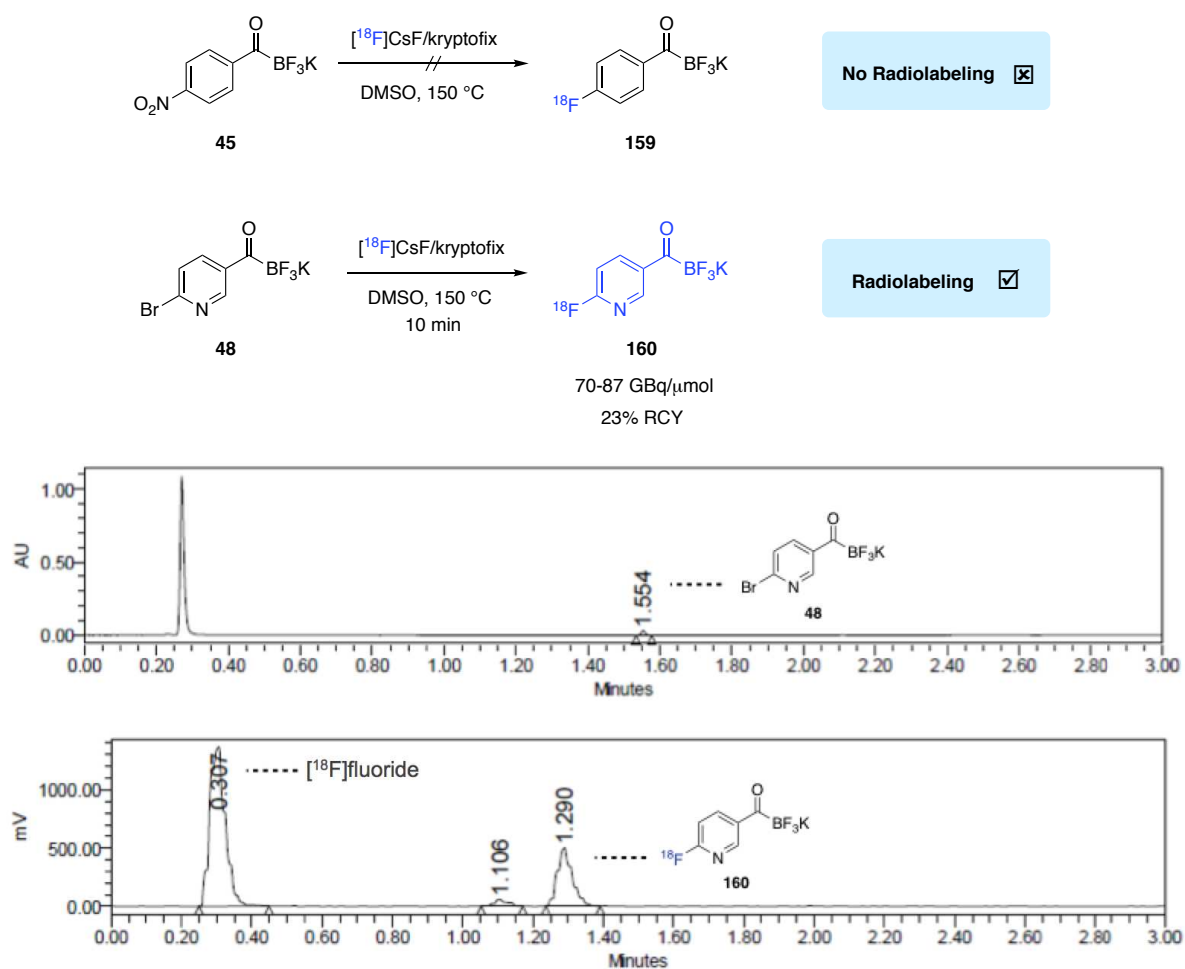 O
[18F]CsF/kryptofix
O
BF3K
BF3K
DMSO, 150 °C
O2N
18F
45
159
No Radiolabeling
O
[18F]CsF/kryptofix
O
BF3K
BF3K
DMSO, 150 °C
10 min
Br
N
18F
N
48
160
70-87 GBq/μmol
23% RCY
Radiolabeling
1.00
0.50
0.00
AU
1.554
O
BF3K
Br
N
48
0.00 0.20 0.40 0.60 0.80 1.00 1.20 1.40 1.60 1.80 2.00 2.20 2.40 2.60 2.80 3.00
Minutes
1000.00
500.00
0.00
mV
0.307
[18F]fluoride
1.106
1.290
O
BF3K
18F
N
160
0.00 0.20 0.40 0.60 0.80 1.00 1.20 1.40 1.60 1.80 2.00 2.20 2.40 2.60 2.80 3.00
Minutes